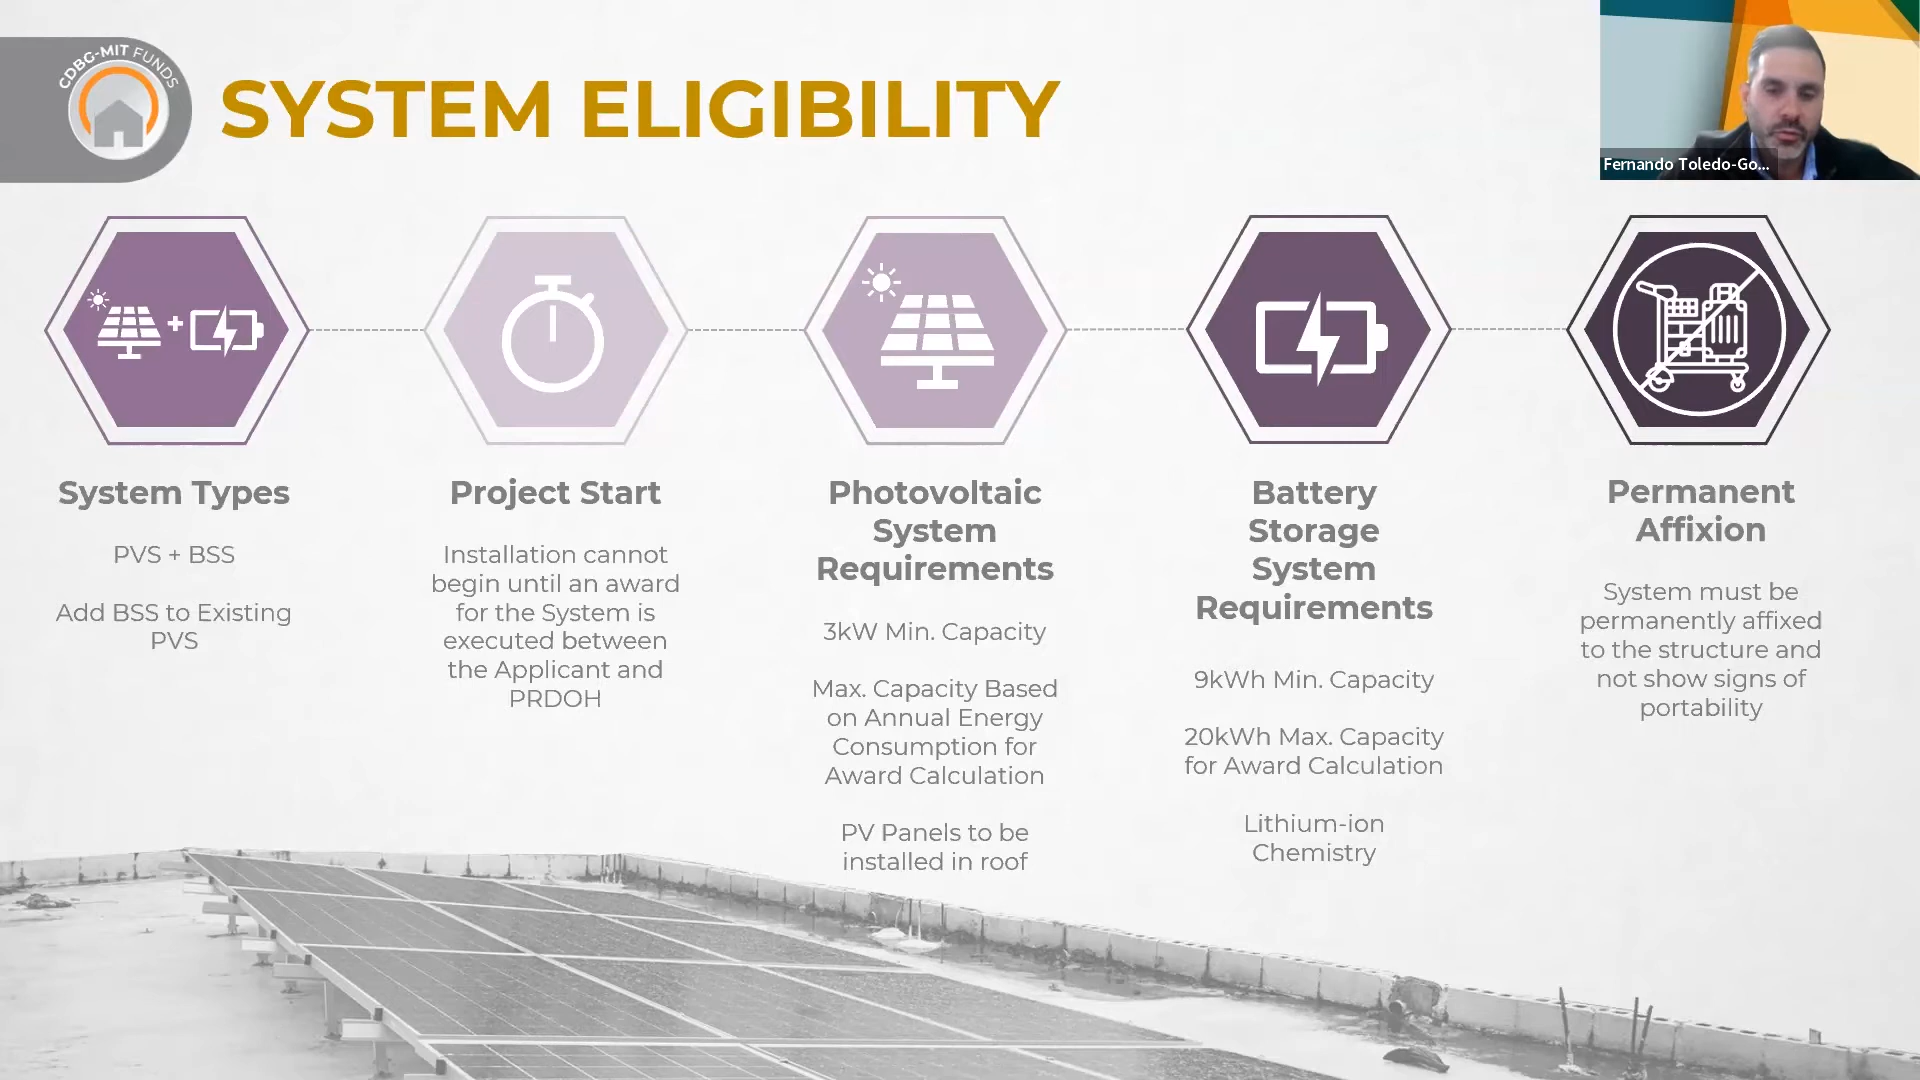 CDBG-MIT FUNDS
SYSTEM ELIGIBILITY
Fernando Toledo-Go...
System Types
PVS + BSS
Add BSS to Existing
PVS
Project Start
Installation cannot
begin until an award
for the System is
executed between
the Applicant and
PRDOH
Photovoltaic
System
Requirements
3kW Min. Capacity
Max. Capacity Based
on Annual Energy
Consumption for
Award Calculation
PV Panels to be
installed in roof
Battery
Storage
System
Requirements
9kWh Min. Capacity
20kWh Max. Capacity
for Award Calculation
Lithium-ion
Chemistry
Permanent
Affixion
System must be
permanently affixed
to the structure and
not show signs of
portability